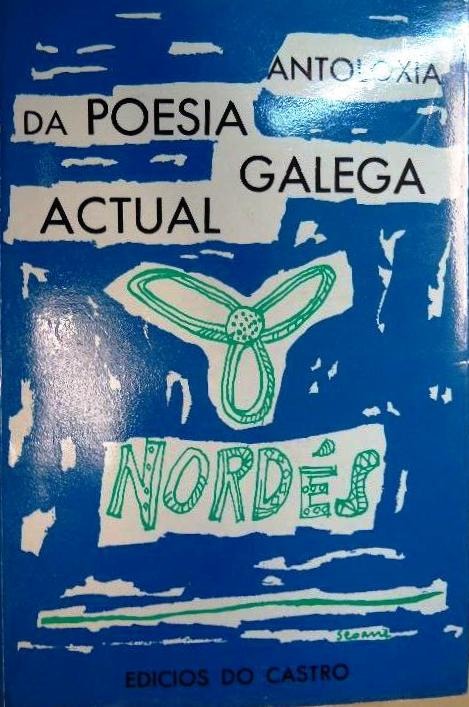 ANTOLOXIA
DA POESIA
GALEGA
ACTUAL
NORDÉS
seoane
EDICIOS DO CASTRO